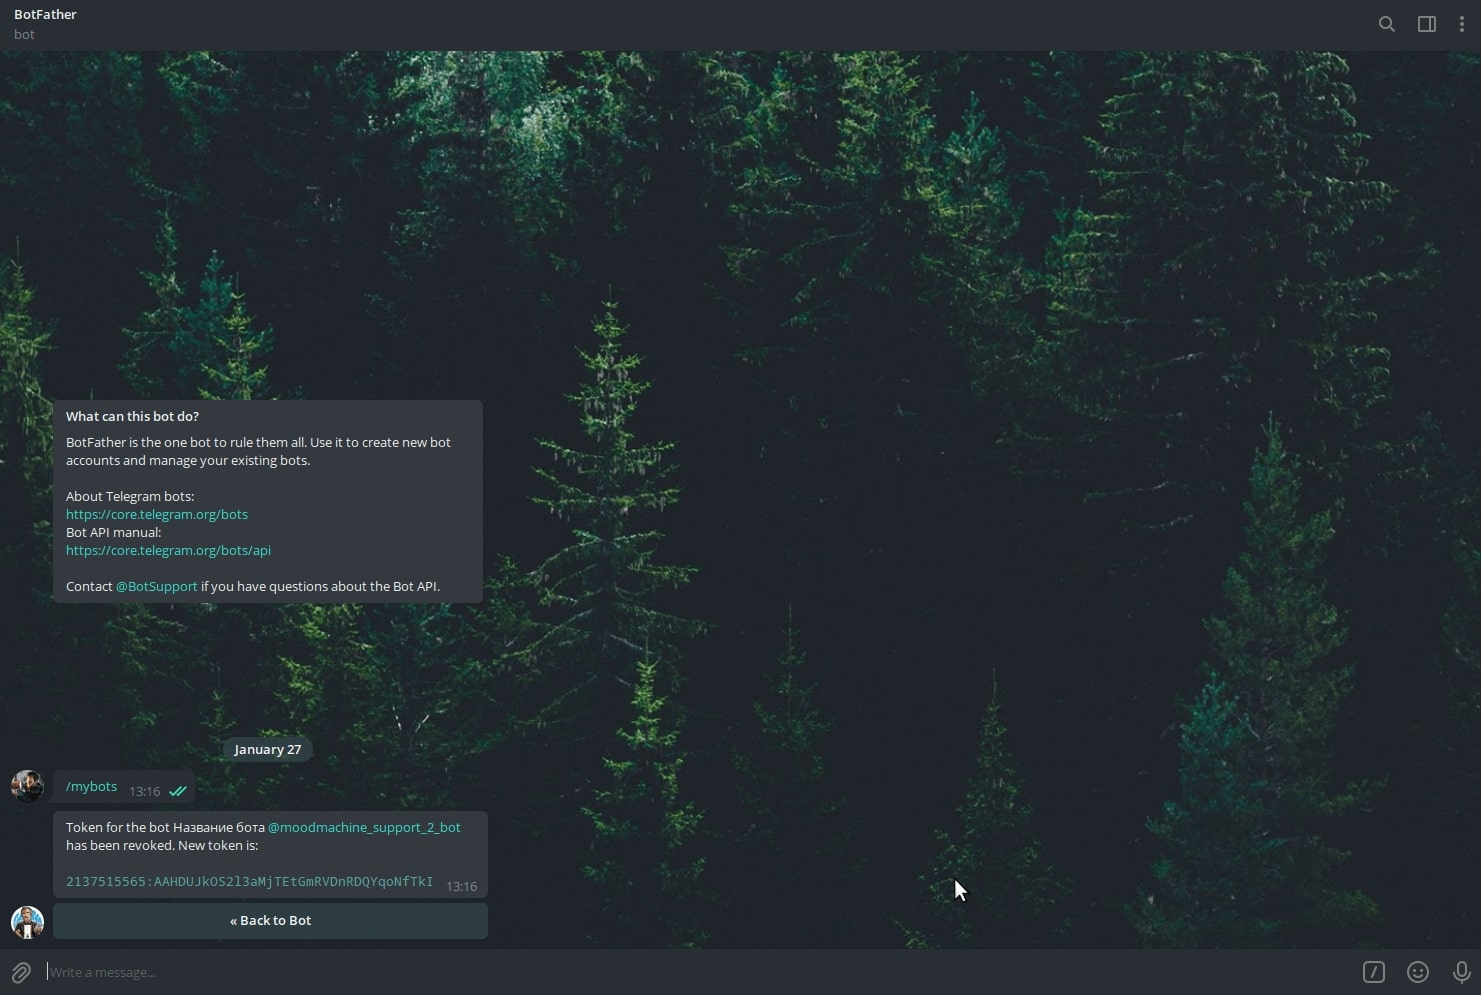 BotFather
bot
What can this bot do?
BotFather is the one bot to rule them all. Use it to create new bot
accounts and manage your existing bots.
About Telegram bots:
https://core.telegram.org/bots
Bot API manual:
https://core.telegram.org/bots/api
Contact @BotSupport if you have questions about the Bot API.
January 27
/mybots 13:16
Token for the bot Название бота @moodmachine_support_2_bot
has been revoked. New token is:
2137515565:AAHDUJkOS2l3aMjTEtGmRVDnRDQYqoNfTkI 13:16
« Back to Bot
Write a message...